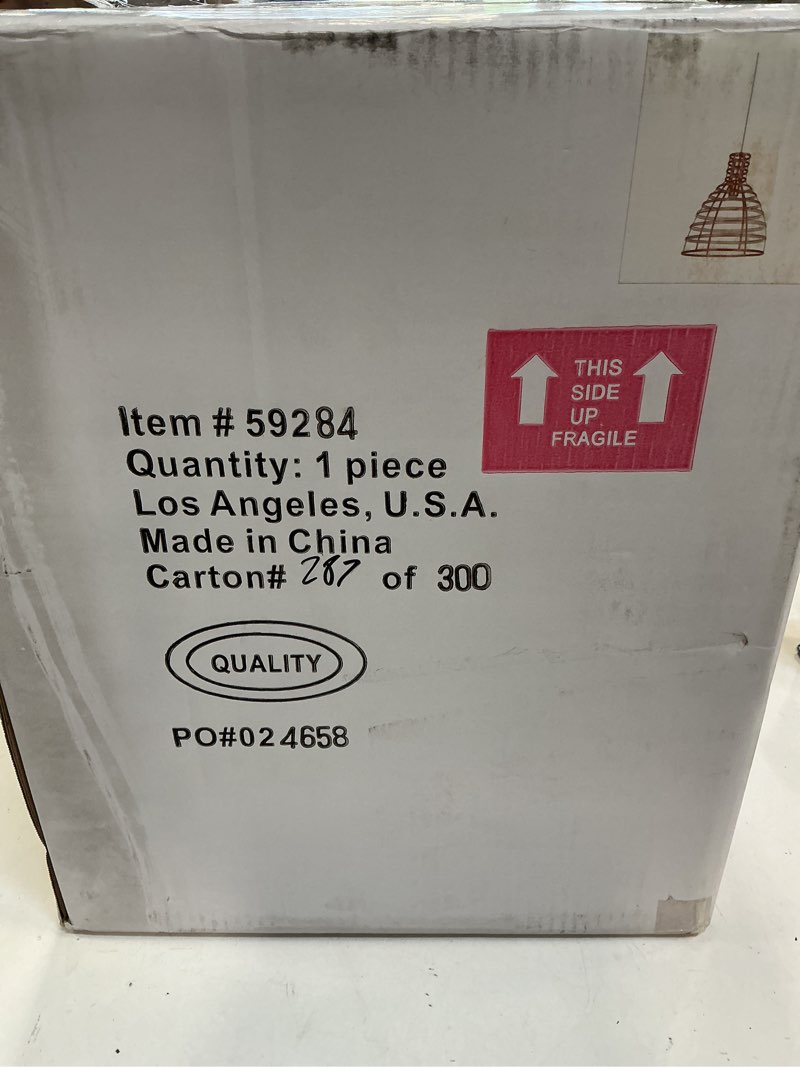 THIS
SIDE
UP
FRAGILE
Item # 59284
Quantity: 1 piece
Los Angeles, U.S.A.
Made in China
Carton# 287 of 300
QUALITY
PO#024658